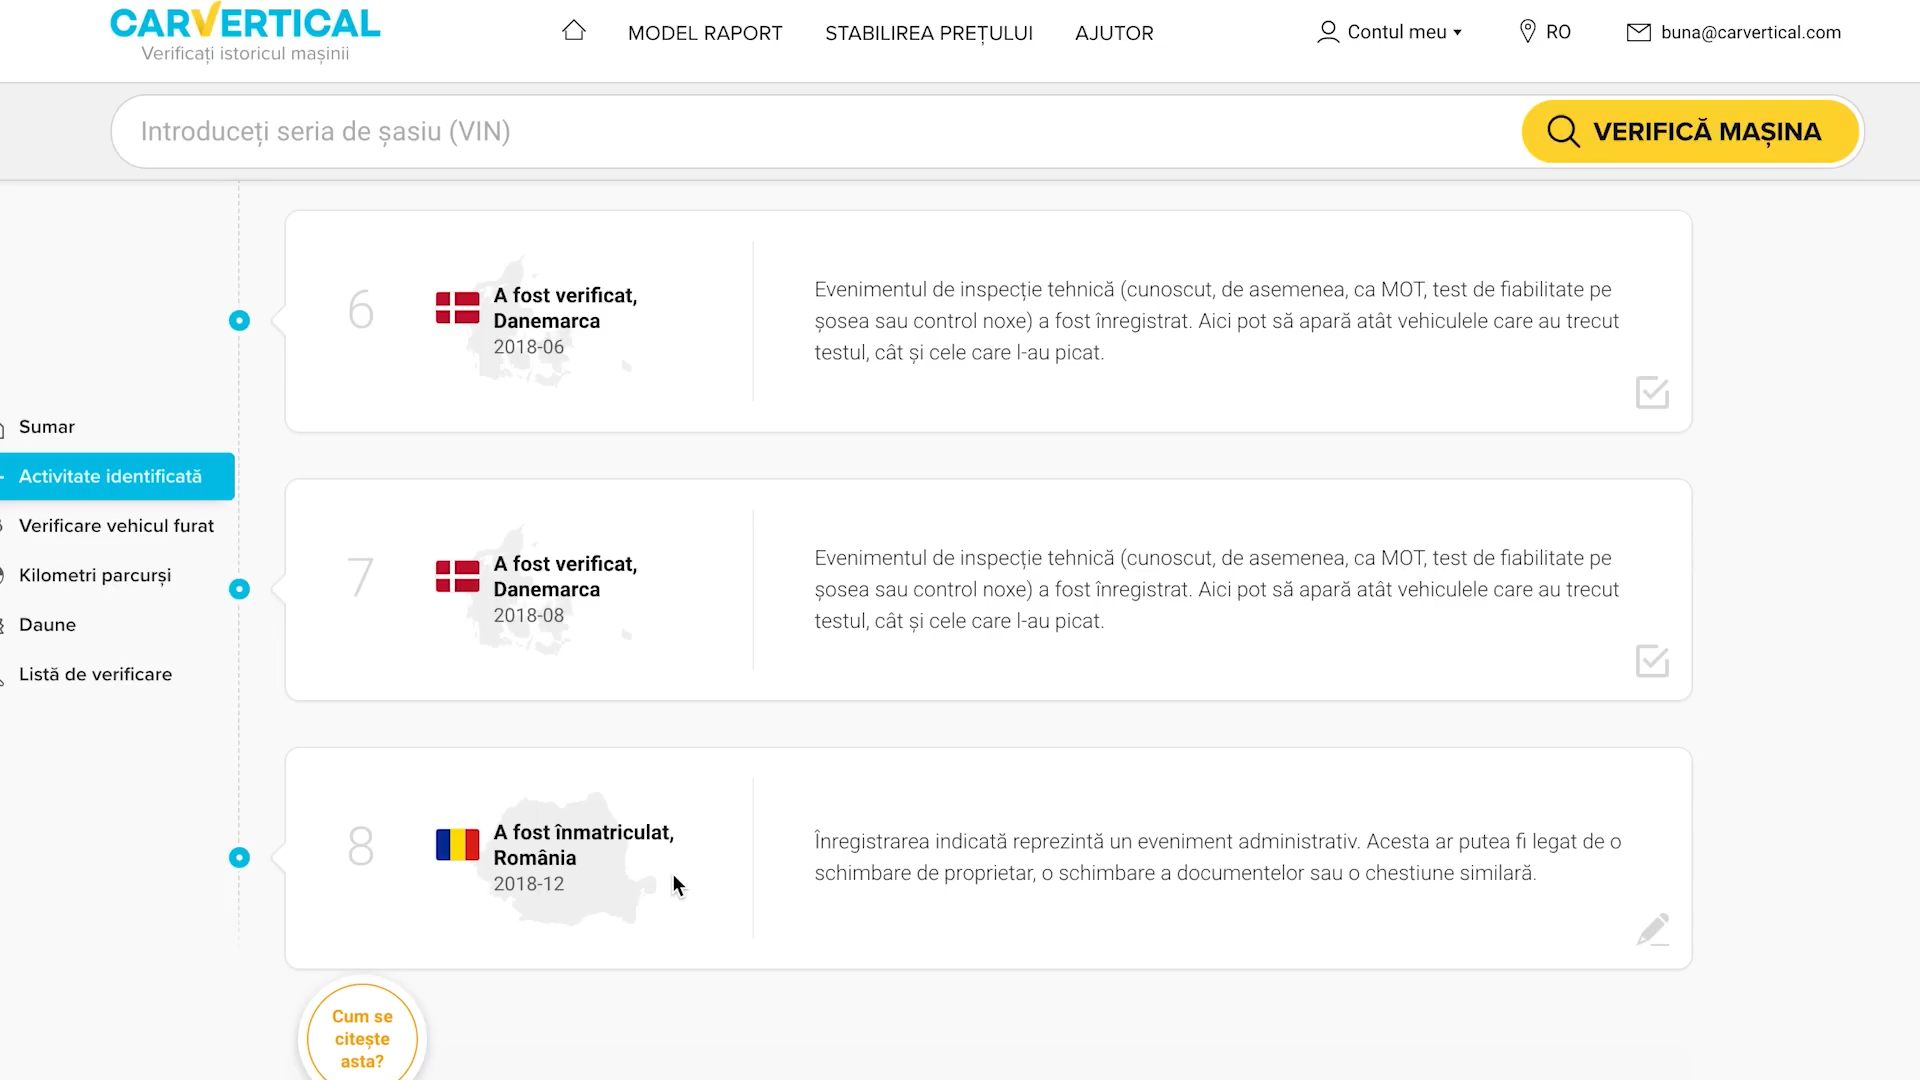 CARVERTICAL
Verificați istoricul mașinii
MODEL RAPORT
STABILIREA PREȚULUI
AJUTOR
Contul meu
RO
buna@carvertical.com
Introduceți seria de șasiu (VIN)
VERIFICĂ MAȘINA
Sumar
Activitate identificată
Verificare vehicul furat
Kilometri parcurși
Daune
Listă de verificare
6
A fost verificat,
Danemarca
2018-06
Evenimentul de inspecție tehnică (cunoscut, de asemenea, ca MOT, test de fiabilitate pe
șosea sau control noxe) a fost înregistrat. Aici pot să apară atât vehiculele care au trecut
testul, cât și cele care l-au picat.
7
A fost verificat,
Danemarca
2018-08
Evenimentul de inspecție tehnică (cunoscut, de asemenea, ca MOT, test de fiabilitate pe
șosea sau control noxe) a fost înregistrat. Aici pot să apară atât vehiculele care au trecut
testul, cât și cele care l-au picat.
8
A fost înmatriculat,
România
2018-12
Înregistrarea indicată reprezintă un eveniment administrativ. Acesta ar putea fi legat de o
schimbare de proprietar, o schimbare a documentelor sau o chestiune similară.
Cum se
citește
asta?